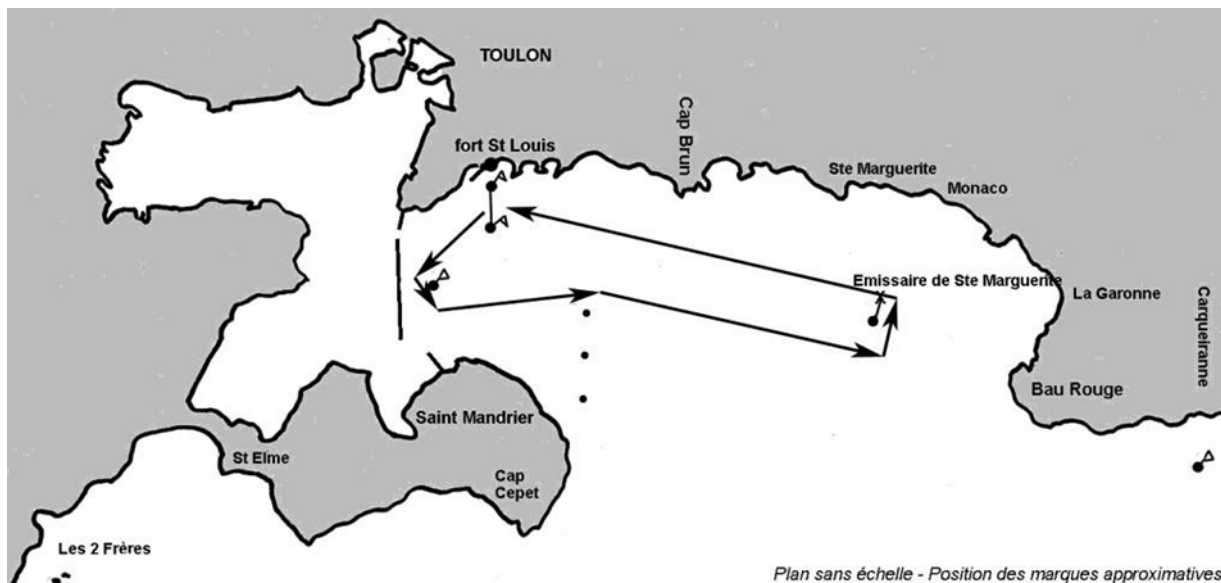 TOULON
fort St Louis
Cap Brun
Ste Marguerite
Monaco
Emissaire de Ste Marguerite
La Garonne
Carqueiranne
Bau Rouge
Saint Mandrier
St Elme
Cap
Cepet
Les 2 Frères
Plan sans échelle - Position des marques approximatives